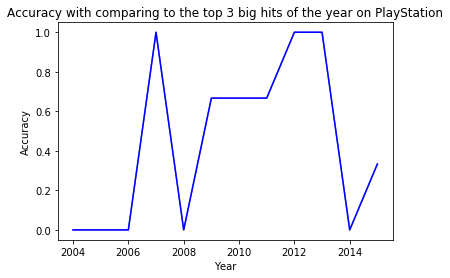 Accuracy with comparing to the top 3 big hits of the year on PlayStation
1.0
0.8
0.6
0.4
0.2
0.0
Accuracy
2004 2006 2008 2010 2012 2014
Year